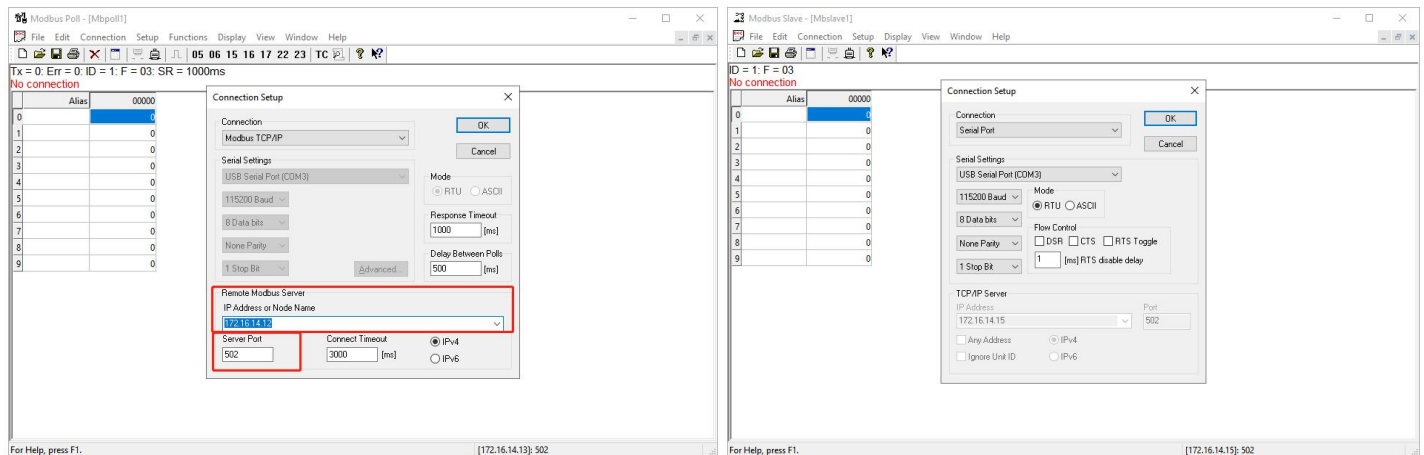 Modbus Poll - [Mbpoll1]
File Edit Connection Setup Functions Display View Window Help
05 06 15 16 17 22 23 TC
Tx = 0: Err = 0: ID = 1: F = 03: SR = 1000ms
No connection
Alias 00000
0 0
1 0
2 0
3 0
4 0
5 0
6 0
7 0
8 0
9 0
Connection Setup
Connection
OK
Modbus TCP/IP
Cancel
Serial Settings
USB Serial Port (COM3)
Mode
RTU ASCII
115200 Baud
8 Data bits
Response Timeout
1000 [ms]
None Parity
Delay Between Polls
1 Stop Bit
Advanced...
500 [ms]
Remote Modbus Server
IP Address or Node Name
172.16.14.12
Server Port
Connect Timeout
502
3000 [ms]
IPv4
IPv6
For Help, press F1.
[172.16.14.13]: 502
Modbus Slave - [Mbslave1]
File Edit Connection Setup Display View Window Help
ID = 1: F = 03
No connection
Alias 00000
0 0
1 0
2 0
3 0
4 0
5 0
6 0
7 0
8 0
9 0
Connection Setup
Connection
OK
Serial Port
Cancel
Serial Settings
USB Serial Port (COM3)
115200 Baud
Mode
RTU ASCII
8 Data bits
Flow Control
None Parity
DSR CTS RTS Toggle
1 Stop Bit
1 [ms] RTS disable delay
TCP/IP Server
IP Address
Port
172.16.14.15
502
Any Address
IPv4
Ignore Unit ID
IPv6
For Help, press F1.
[172.16.14.15]: 502